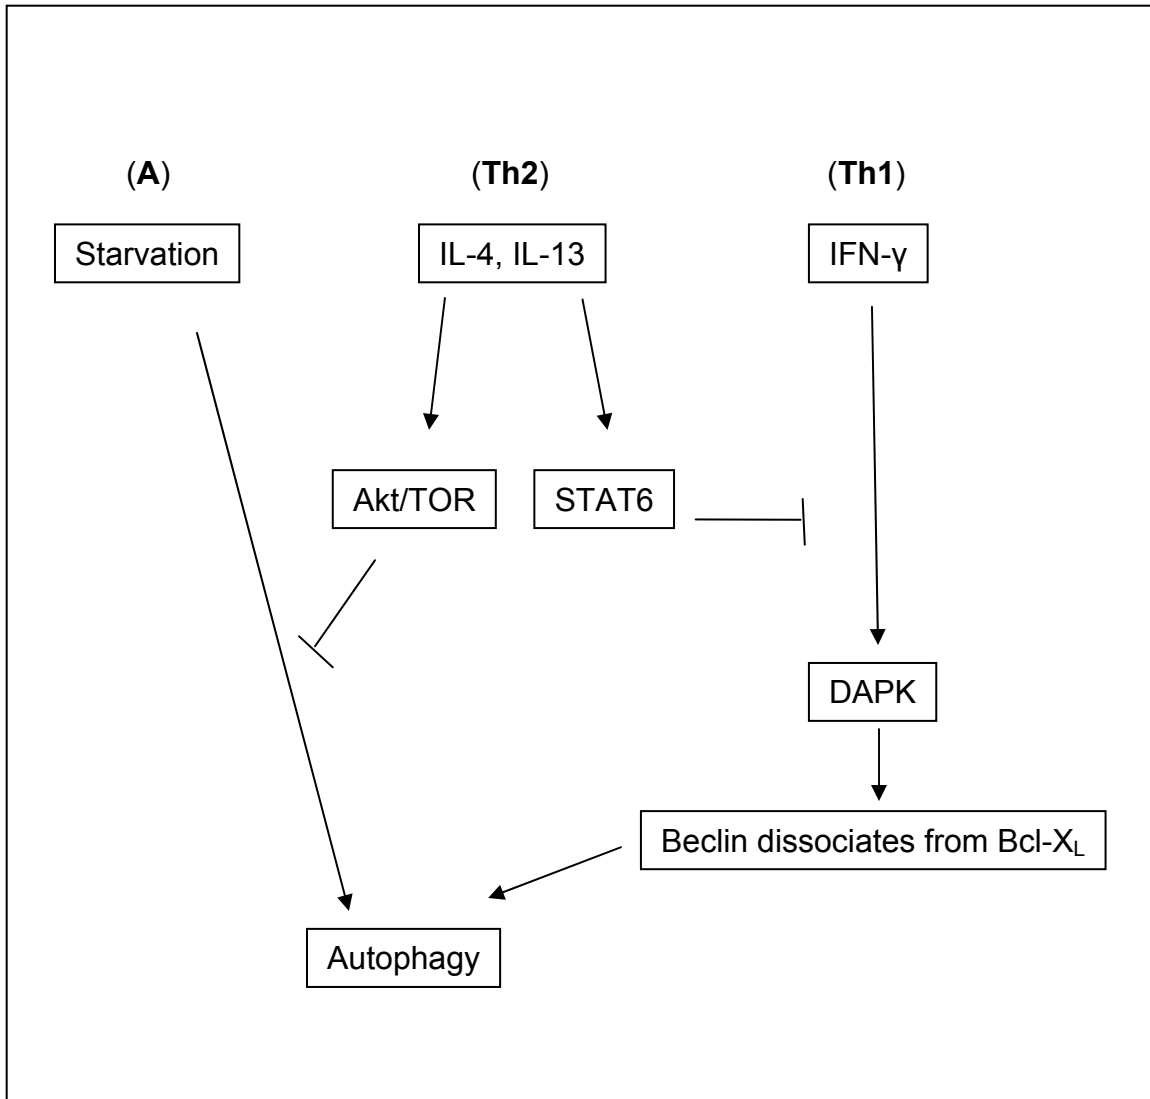 (A)
(Th2)
(Th1)
Starvation
IL-4, IL-13
IFN-γ
Akt/TOR
STAT6
DAPK
Beclin dissociates from Bcl-XL
Autophagy